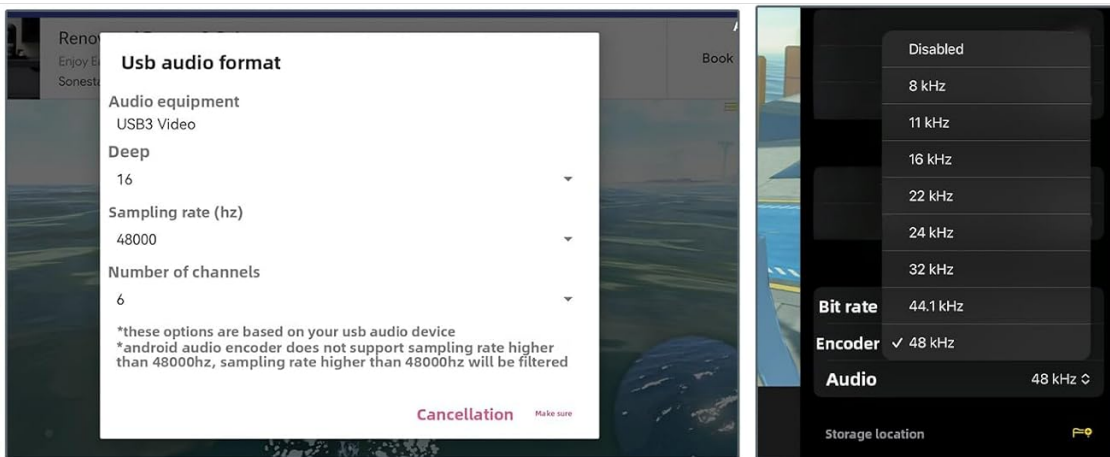 Reno
Enjoy E
Sonesta
Book
Usb audio format
Audio equipment
USB3 Video
Deep
16
Sampling rate (hz)
48000
Number of channels
6
*these options are based on your usb audio device
*android audio encoder does not support sampling rate higher
than 48000hz, sampling rate higher than 48000hz will be filtered
Cancellation
Make sure
Disabled
8 kHz
11 kHz
16 kHz
22 kHz
24 kHz
32 kHz
Bit rate
44.1 kHz
Encoder
✓ 48 kHz
Audio
48 kHz
Storage location